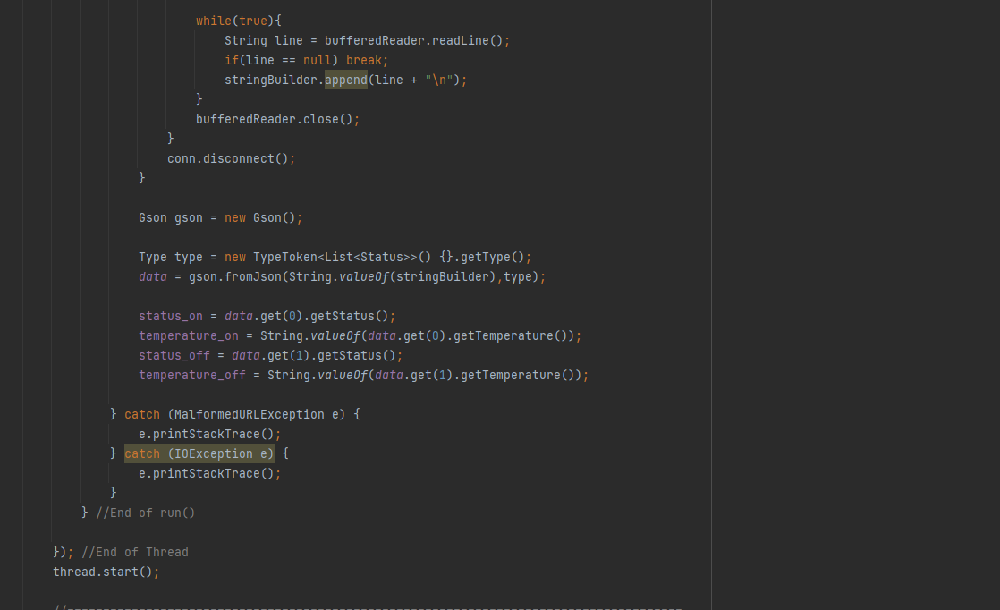 while(true){
String line = bufferedReader.readLine();
if(line == null) break;
stringBuilder.append(line + "\n");
}
bufferedReader.close();
}
conn.disconnect();
}
Gson gson = new Gson();
Type type = new TypeToken<List<Status>>() {}.getType();
data = gson.fromJson(String.valueOf(stringBuilder),type);
status_on = data.get(0).getStatus();
temperature_on = String.valueOf(data.get(0).getTemperature());
status_off = data.get(1).getStatus();
temperature_off = String.valueOf(data.get(1).getTemperature());
} catch (MalformedURLException e) {
e.printStackTrace();
} catch (IOException e) {
e.printStackTrace();
}
} //End of run()
}); //End of Thread
thread.start();